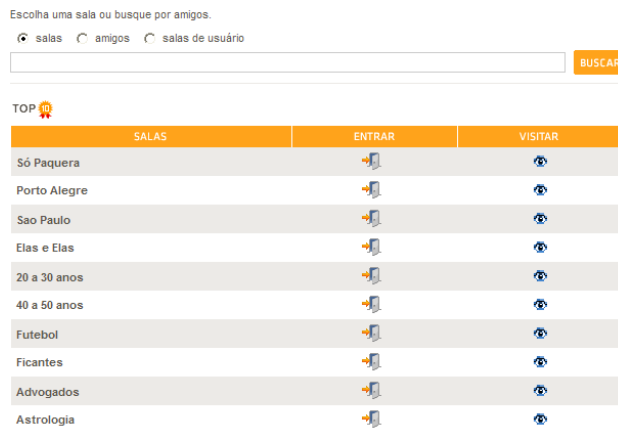 Escolha uma sala ou busque por amigos.
salas amigos salas de usuário
BUSCAR
TOP 10
SALAS ENTRAR VISITAR
Só Paquera
Porto Alegre
Sao Paulo
Elas e Elas
20 a 30 anos
40 a 50 anos
Futebol
Ficantes
Advogados
Astrologia